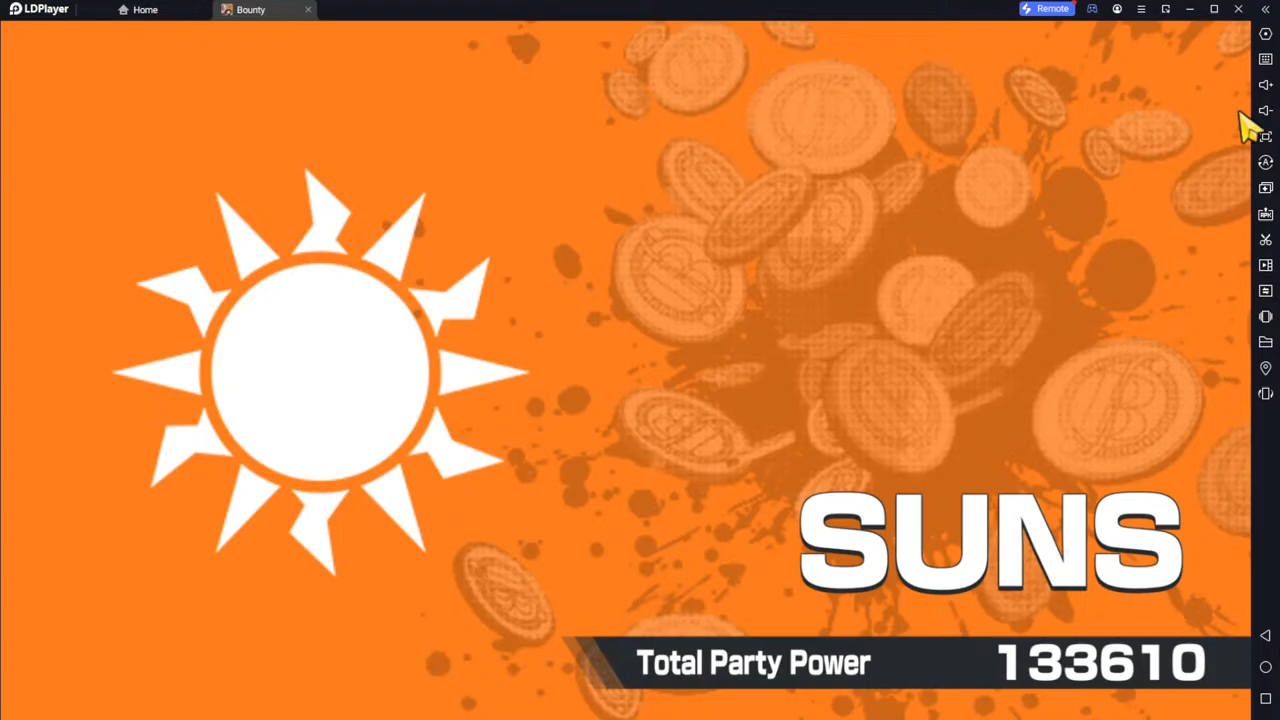 LDPlayer
Home
Bounty
Remote
SUNS
Total Party Power
133610